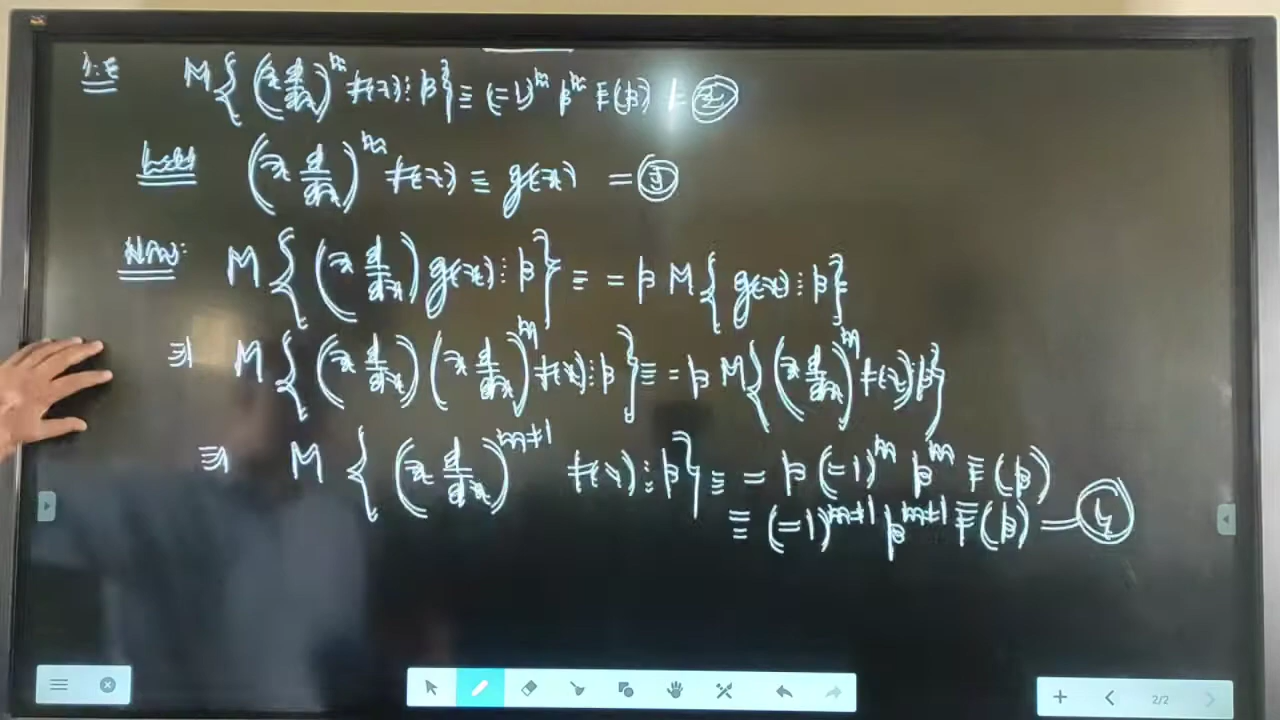 i.e M{(x d/dx)^m f(x); p} = (-1)^m p^m F(p) — ②
Let (x d/dx)^m f(x) = g(x) — ③
Now: M{(x d/dx) g(x); p} = - p M{g(x); p}
⇒ M{(x d/dx)(x d/dx)^m f(x); p} = - p M{(x d/dx)^m f(x) p}
⇒ M{(x d/dx)^{m+1} f(x); p} = - p (-1)^m p^m F(p)
= (-1)^{m+1} p^{m+1} F(p) — ④
2/2